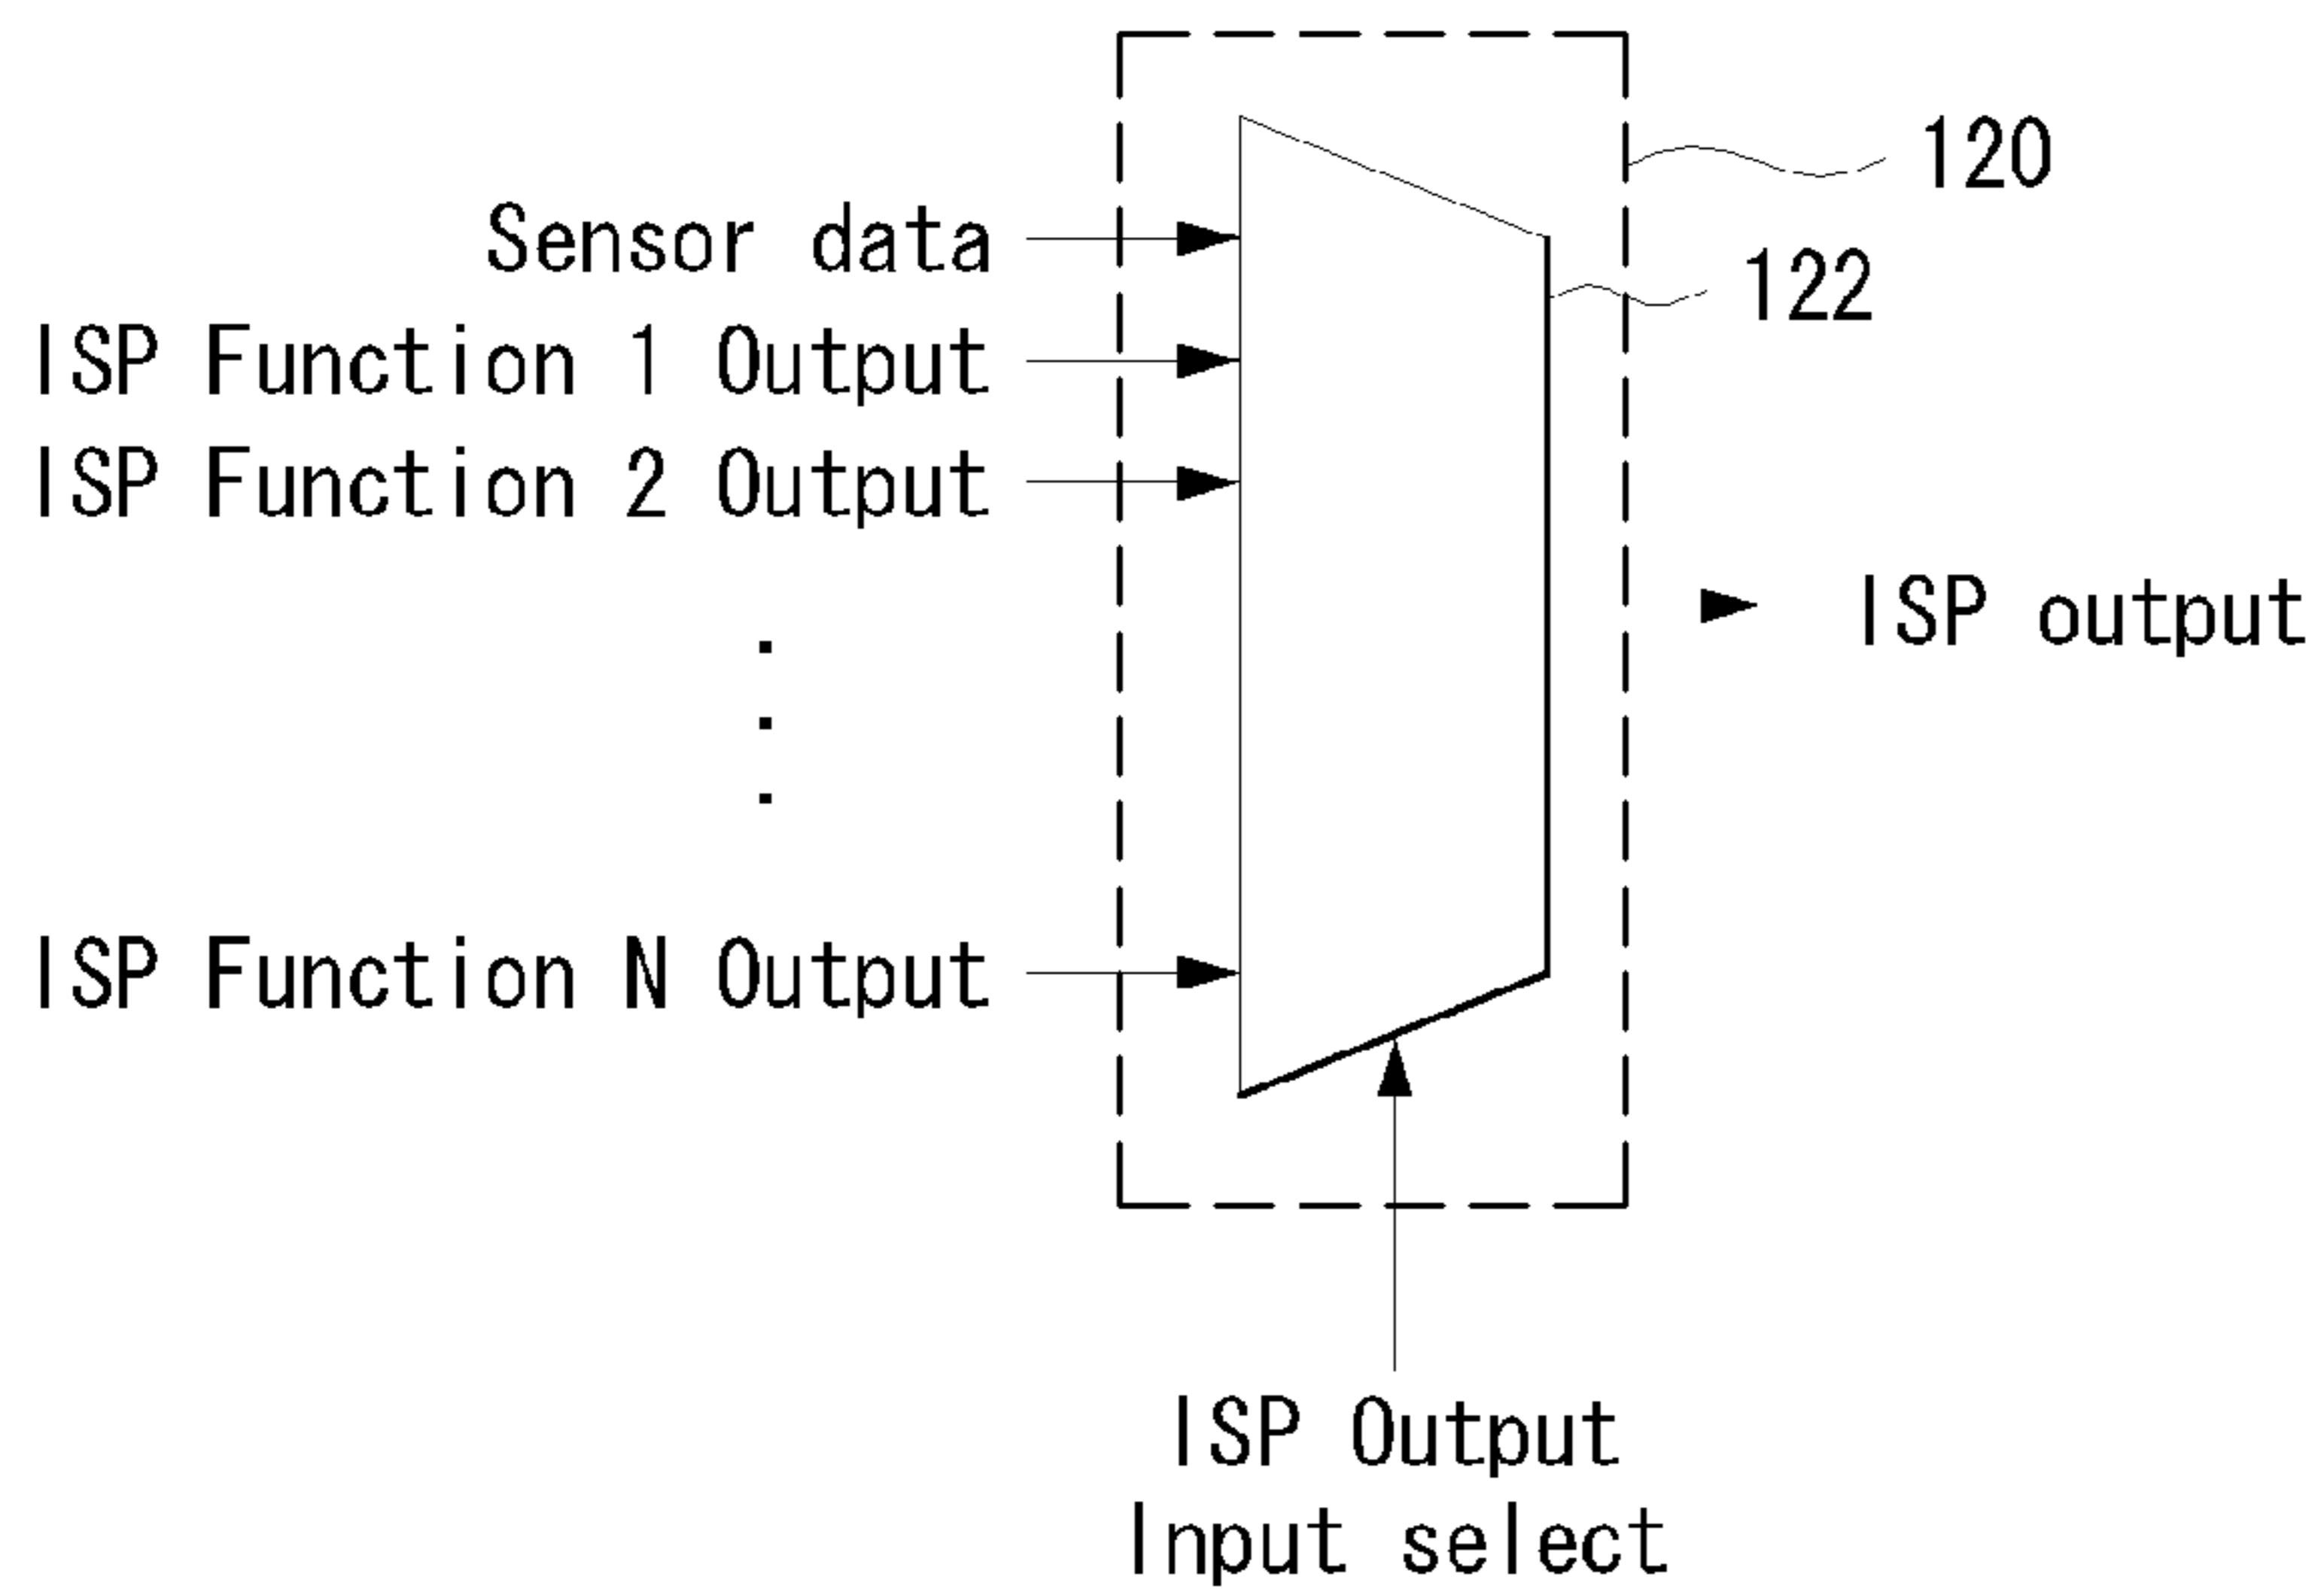 120
Sensor data
122
ISP Function 1 Output
ISP Function 2 Output
ISP output
ISP Function N Output
ISP Output
Input select